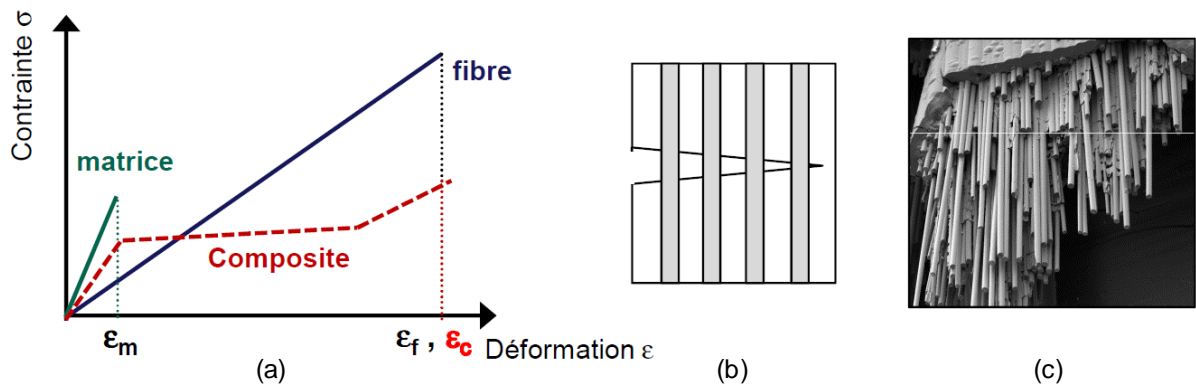 Contrainte σ
fibre
matrice
Composite
εm
εf , εc
Déformation ε
(a)
(b)
(c)